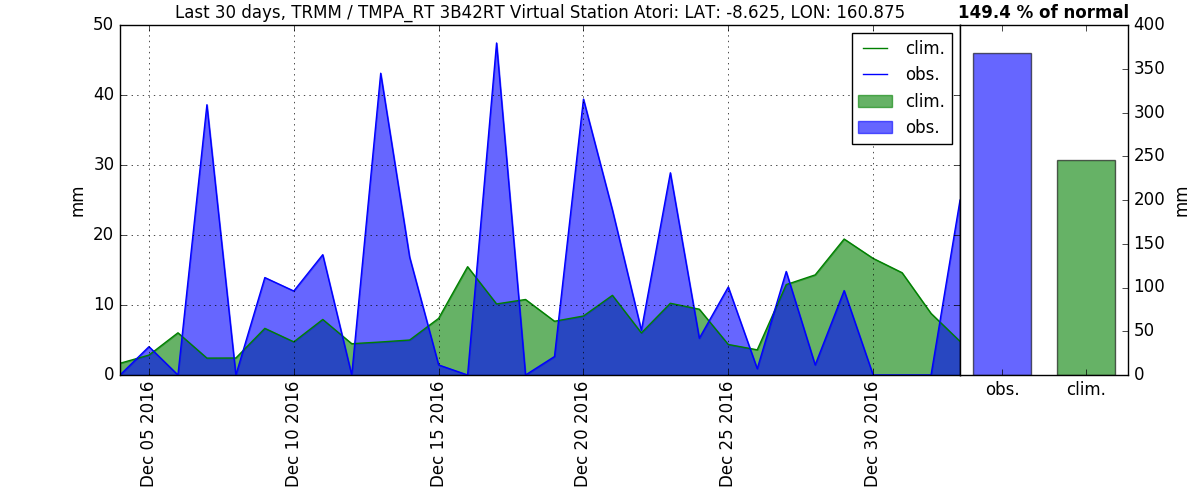 Last 30 days, TRMM / TMPA_RT 3B42RT Virtual Station Atori: LAT: -8.625, LON: 160.875
149.4 % of normal
50
40
30
20
10
0
mm
clim.
obs.
clim.
obs.
400
350
300
250
200
150
100
50
0
mm
Dec 05 2016
Dec 10 2016
Dec 15 2016
Dec 20 2016
Dec 25 2016
Dec 30 2016
obs.
clim.